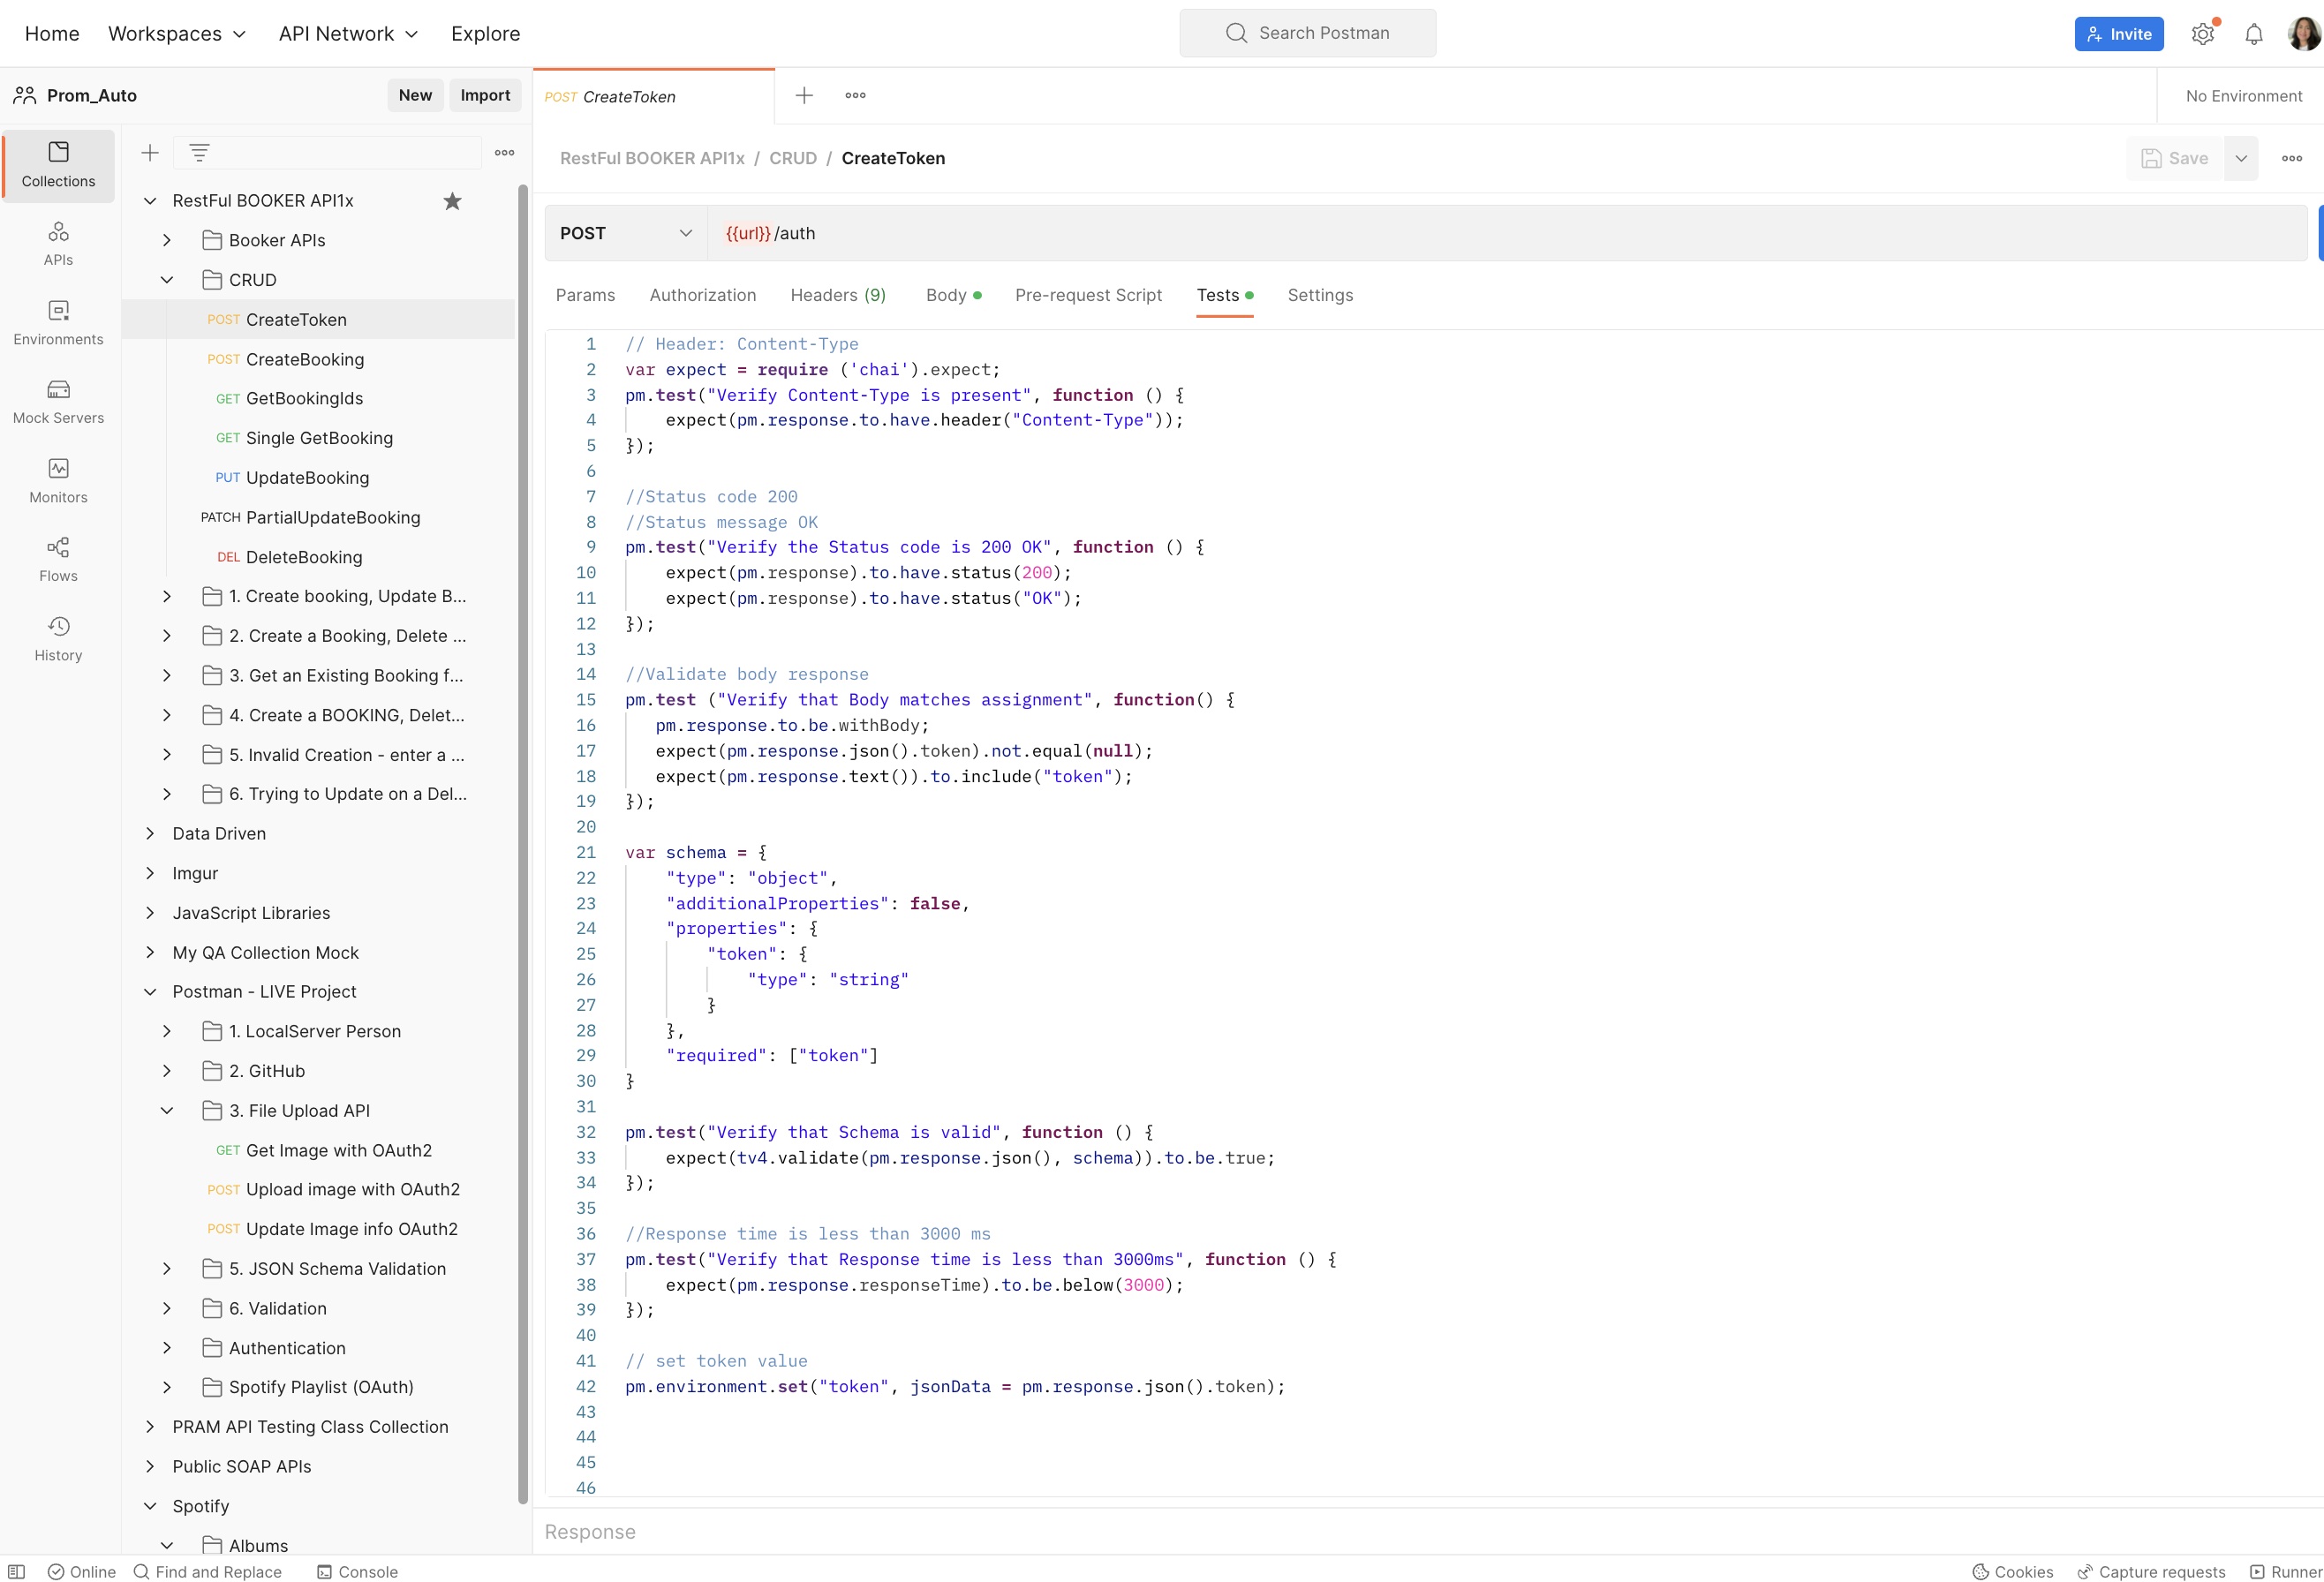 Home Workspaces API Network Explore Search Postman Invite
Prom_Auto New Import POST CreateToken No Environment
Collections
APIs
Environments
Mock Servers
Monitors
Flows
History
RestFul BOOKER API1x
Booker APIs
CRUD
POST CreateToken
POST CreateBooking
GET GetBookingIds
GET Single GetBooking
PUT UpdateBooking
PATCH PartialUpdateBooking
DEL DeleteBooking
1. Create booking, Update B...
2. Create a Booking, Delete ...
3. Get an Existing Booking f...
4. Create a BOOKING, Delet...
5. Invalid Creation - enter a ...
6. Trying to Update on a Del...
Data Driven
Imgur
JavaScript Libraries
My QA Collection Mock
Postman - LIVE Project
1. LocalServer Person
2. GitHub
3. File Upload API
GET Get Image with OAuth2
POST Upload image with OAuth2
POST Update Image info OAuth2
5. JSON Schema Validation
6. Validation
Authentication
Spotify Playlist (OAuth)
PRAM API Testing Class Collection
Public SOAP APIs
Spotify
Albums
RestFul BOOKER API1x / CRUD / CreateToken Save
POST {{url}}/auth
Params Authorization Headers (9) Body Pre-request Script Tests Settings
1 // Header: Content-Type
2 var expect = require ('chai').expect;
3 pm.test("Verify Content-Type is present", function () {
4 expect(pm.response.to.have.header("Content-Type"));
5 });
6
7 //Status code 200
8 //Status message OK
9 pm.test("Verify the Status code is 200 OK", function () {
10 expect(pm.response).to.have.status(200);
11 expect(pm.response).to.have.status("OK");
12 });
13
14 //Validate body response
15 pm.test ("Verify that Body matches assignment", function() {
16 pm.response.to.be.withBody;
17 expect(pm.response.json().token).not.equal(null);
18 expect(pm.response.text()).to.include("token");
19 });
20
21 var schema = {
22 "type": "object",
23 "additionalProperties": false,
24 "properties": {
25 "token": {
26 "type": "string"
27 }
28 },
29 "required": ["token"]
30 }
31
32 pm.test("Verify that Schema is valid", function () {
33 expect(tv4.validate(pm.response.json(), schema)).to.be.true;
34 });
35
36 //Response time is less than 3000 ms
37 pm.test("Verify that Response time is less than 3000ms", function () {
38 expect(pm.response.responseTime).to.be.below(3000);
39 });
40
41 // set token value
42 pm.environment.set("token", jsonData = pm.response.json().token);
43
44
45
46
Response
Online Find and Replace Console Cookies Capture requests Runner